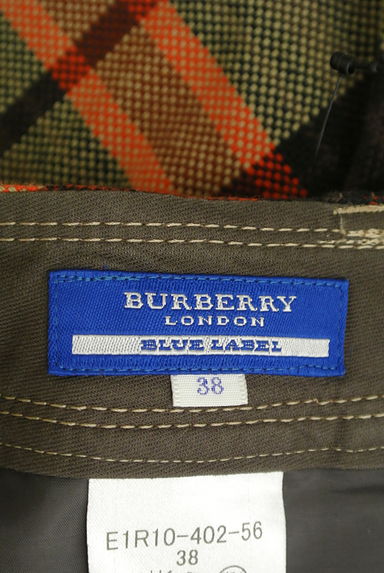 BURBERRY
LONDON
BLUE LABEL
38
E1R10-402-56
38